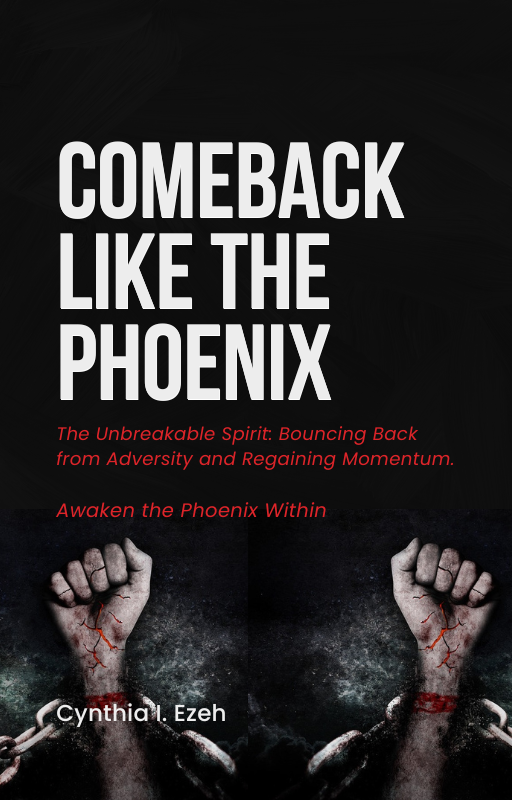 COMEBACK
LIKE THE
PHOENIX
The Unbreakable Spirit: Bouncing Back
from Adversity and Regaining Momentum.
Awaken the Phoenix Within
Cynthia I. Ezeh